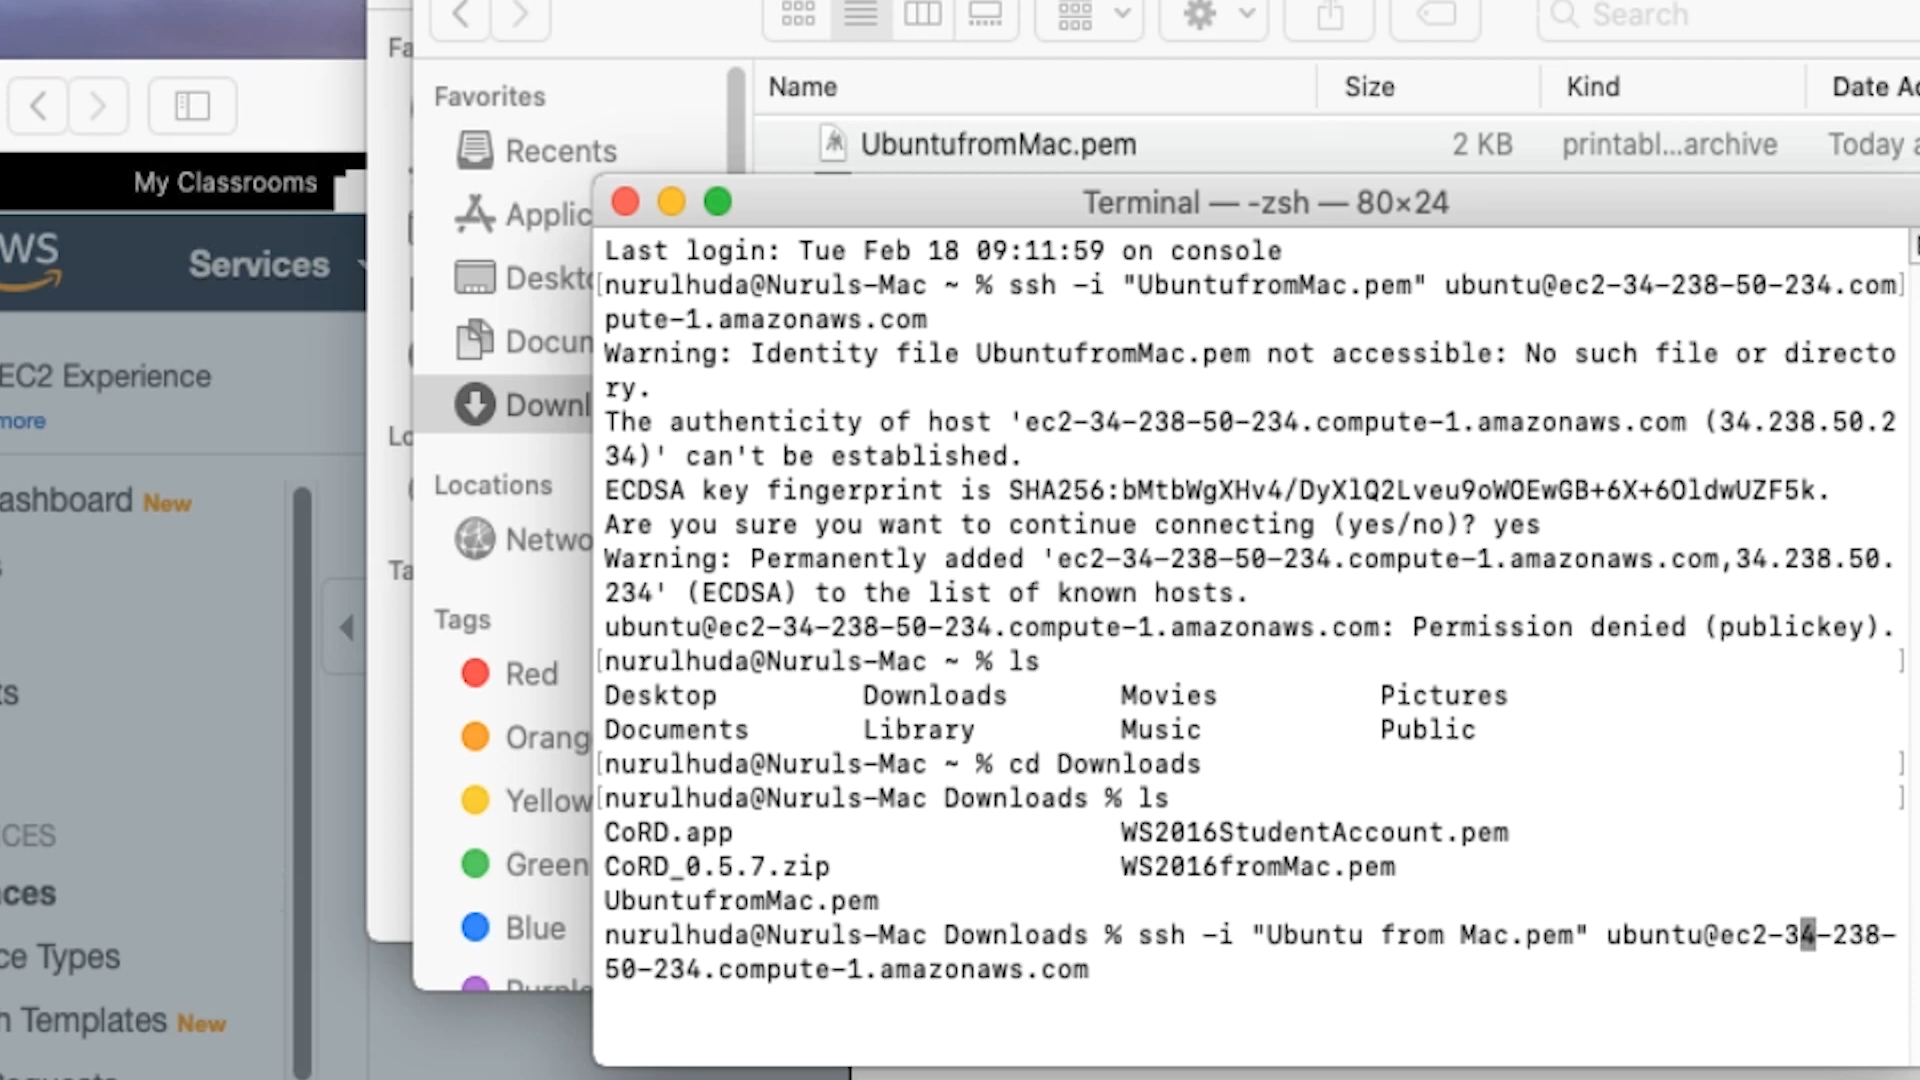 Search
Fa
Favorites
Name
Size
Kind
Date Ac
Recents
UbuntufromMac.pem
2 KB
printabl...archive
Today a
My Classrooms
Applic
Terminal — -zsh — 80×24
WS
Services
Last login: Tue Feb 18 09:11:59 on console
[nurulhuda@Nuruls-Mac ~ % ssh -i "UbuntufromMac.pem" ubuntu@ec2-34-238-50-234.com]
pute-1.amazonaws.com
Warning: Identity file UbuntufromMac.pem not accessible: No such file or directo
ry.
The authenticity of host 'ec2-34-238-50-234.compute-1.amazonaws.com (34.238.50.2
34)' can't be established.
ECDSA key fingerprint is SHA256:bMtbWgXHv4/DyXlQ2Lveu9oWOEwGB+6X+6OldwUZF5k.
Are you sure you want to continue connecting (yes/no)? yes
Warning: Permanently added 'ec2-34-238-50-234.compute-1.amazonaws.com,34.238.50.
234' (ECDSA) to the list of known hosts.
ubuntu@ec2-34-238-50-234.compute-1.amazonaws.com: Permission denied (publickey).
[nurulhuda@Nuruls-Mac ~ % ls ]
Desktop Downloads Movies Pictures
Documents Library Music Public
[nurulhuda@Nuruls-Mac ~ % cd Downloads ]
[nurulhuda@Nuruls-Mac Downloads % ls ]
CoRD.app WS2016StudentAccount.pem
CoRD_0.5.7.zip WS2016fromMac.pem
UbuntufromMac.pem
nurulhuda@Nuruls-Mac Downloads % ssh -i "Ubuntu from Mac.pem" ubuntu@ec2-34-238-
50-234.compute-1.amazonaws.com
Deskto
Docum
Downl
Locations
Netwo
Tags
Red
Orang
Yellow
Green
Blue
Purple
Lo
Ta
EC2 Experience
more
ashboard New
ts
ICES
nces
ce Types
h Templates New